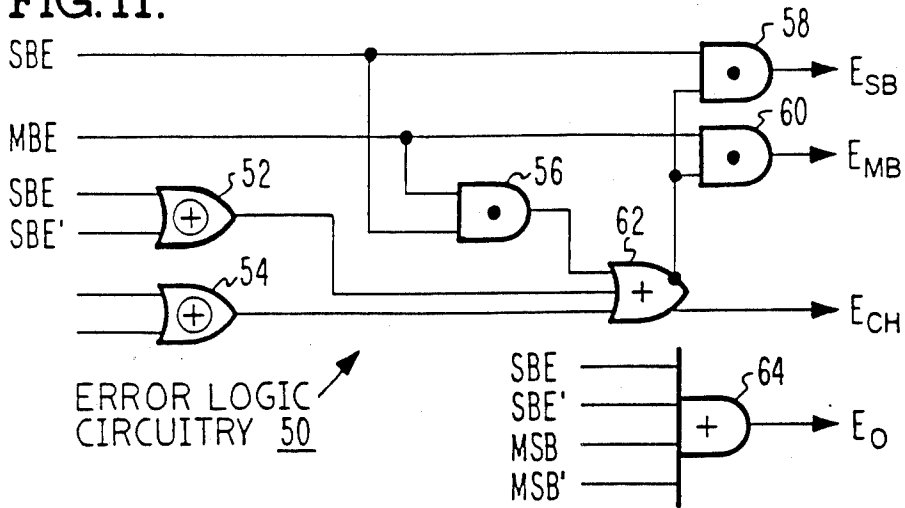 FIG. 11.
58
SBE
E_SB
60
MBE
E_MB
56
52
SBE
SBE'
62
54
E_CH
ERROR LOGIC
CIRCUITRY 50
SBE
64
SBE'
E_O
MSB
MSB'